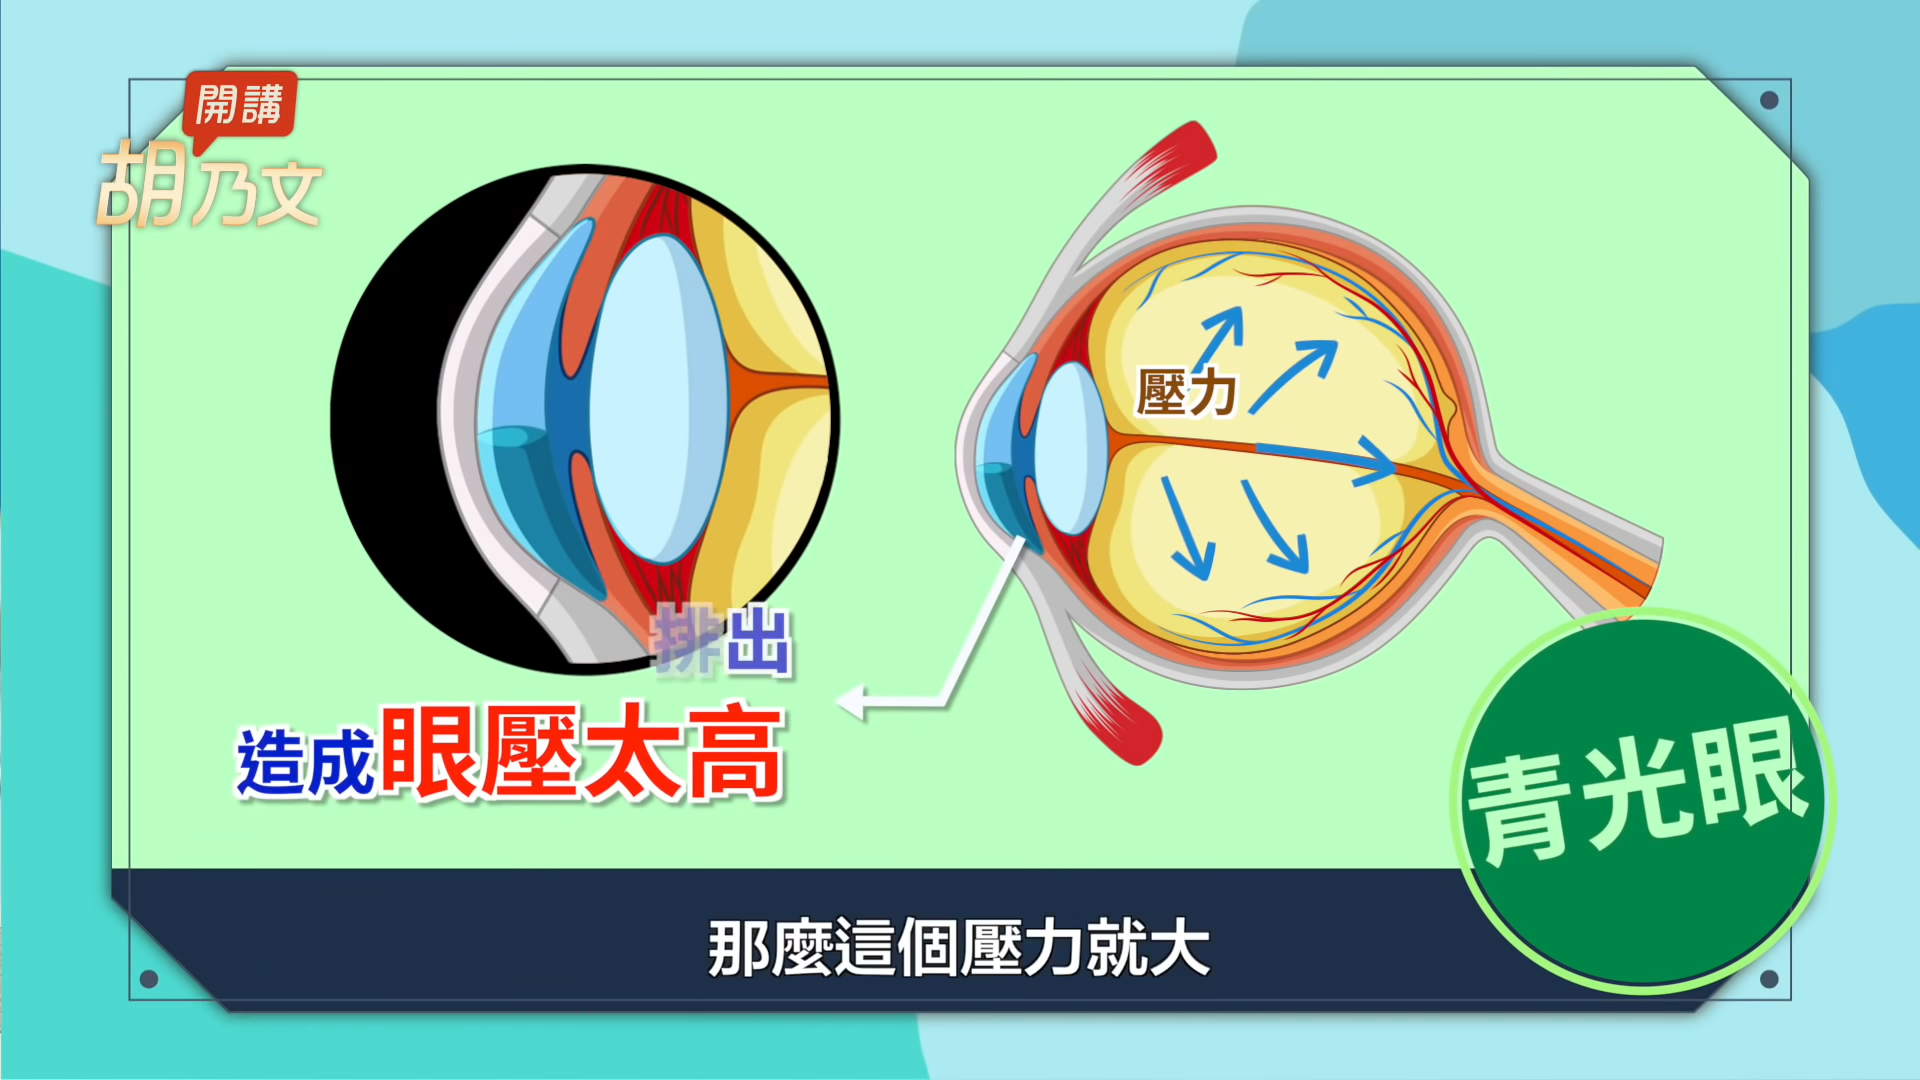 開講
胡乃文
壓力
排出
造成眼壓太高
青光眼
那麼這個壓力就大